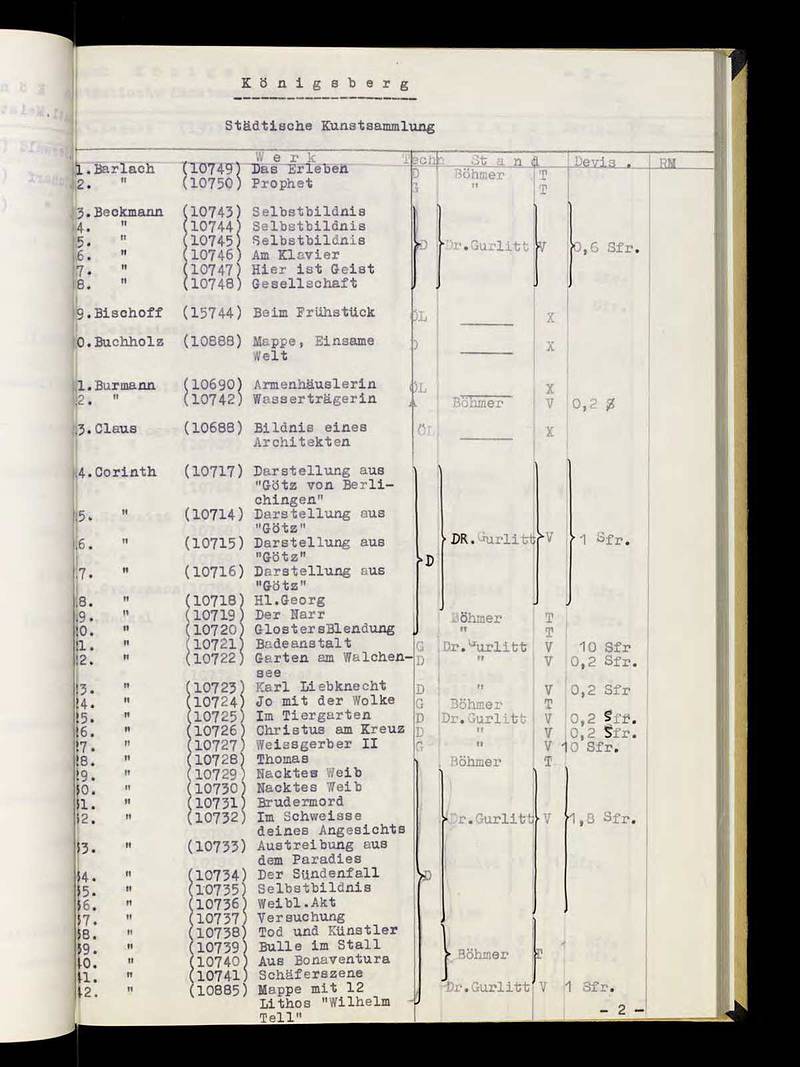 Königsberg
Städtische Kunstsammlung
Werk Techn Stand Devis. RM
1.Barlach (10749) Das Erleben D Böhmer T
2. " (10750) Prophet G " T
3.Beckmann (10743) Selbstbildnis
4. " (10744) Selbstbildnis
5. " (10745) Selbstbildnis
6. " (10746) Am Klavier D Dr.Gurlitt V 0,6 Sfr.
7. " (10747) Hier ist Geist
8. " (10748) Gesellschaft
9.Bischoff (15744) Beim Frühstück ÖL X
0.Buchholz (10888) Mappe, Einsame X
Welt
1.Burmann (10690) Armenhäuslerin ÖL X
2. " (10742) Wasserträgerin A Böhmer V 0,2 $
3.Claus (10688) Bildnis eines ÖL X
Architekten
4.Corinth (10717) Darstellung aus
"Götz von Berli-
chingen"
5. " (10714) Darstellung aus
"Götz"
6. " (10715) Darstellung aus DR.Gurlitt V 1 Sfr.
"Götz" D
7. " (10716) Darstellung aus
"Götz"
8. " (10718) Hl.Georg
9. " (10719) Der Narr Böhmer T
0. " (10720) GlostersBlendung " T
1. " (10721) Badeanstalt G Dr.Gurlitt V 10 Sfr
2. " (10722) Garten am Walchen- D " V 0,2 Sfr.
see
3. " (10723) Karl Liebknecht D " V 0,2 Sfr
4. " (10724) Jo mit der Wolke G Böhmer T
5. " (10725) Im Tiergarten D Dr.Gurlitt V 0,2 Sfr.
6. " (10726) Christus am Kreuz D " V 0,2 Sfr.
7. " (10727) Weissgerber II G " V 10 Sfr.
8. " (10728) Thomas Böhmer T
9. " (10729) Nacktes Weib
0. " (10730) Nacktes Weib
1. " (10731) Brudermord
2. " (10732) Im Schweisse Dr.Gurlitt V 1,8 Sfr.
deines Angesichts
3. " (10733) Austreibung aus
dem Paradies
4. " (10734) Der Sündenfall D
5. " (10735) Selbstbildnis
6. " (10736) Weibl.Akt
7. " (10737) Versuchung
8. " (10738) Tod und Künstler
9. " (10739) Bulle im Stall
0. " (10740) Aus Bonaventura Böhmer T
1. " (10741) Schäferszene
2. " (10885) Mappe mit 12 Dr.Gurlitt V 1 Sfr.
Lithos "Wilhelm
Tell"
- 2 -